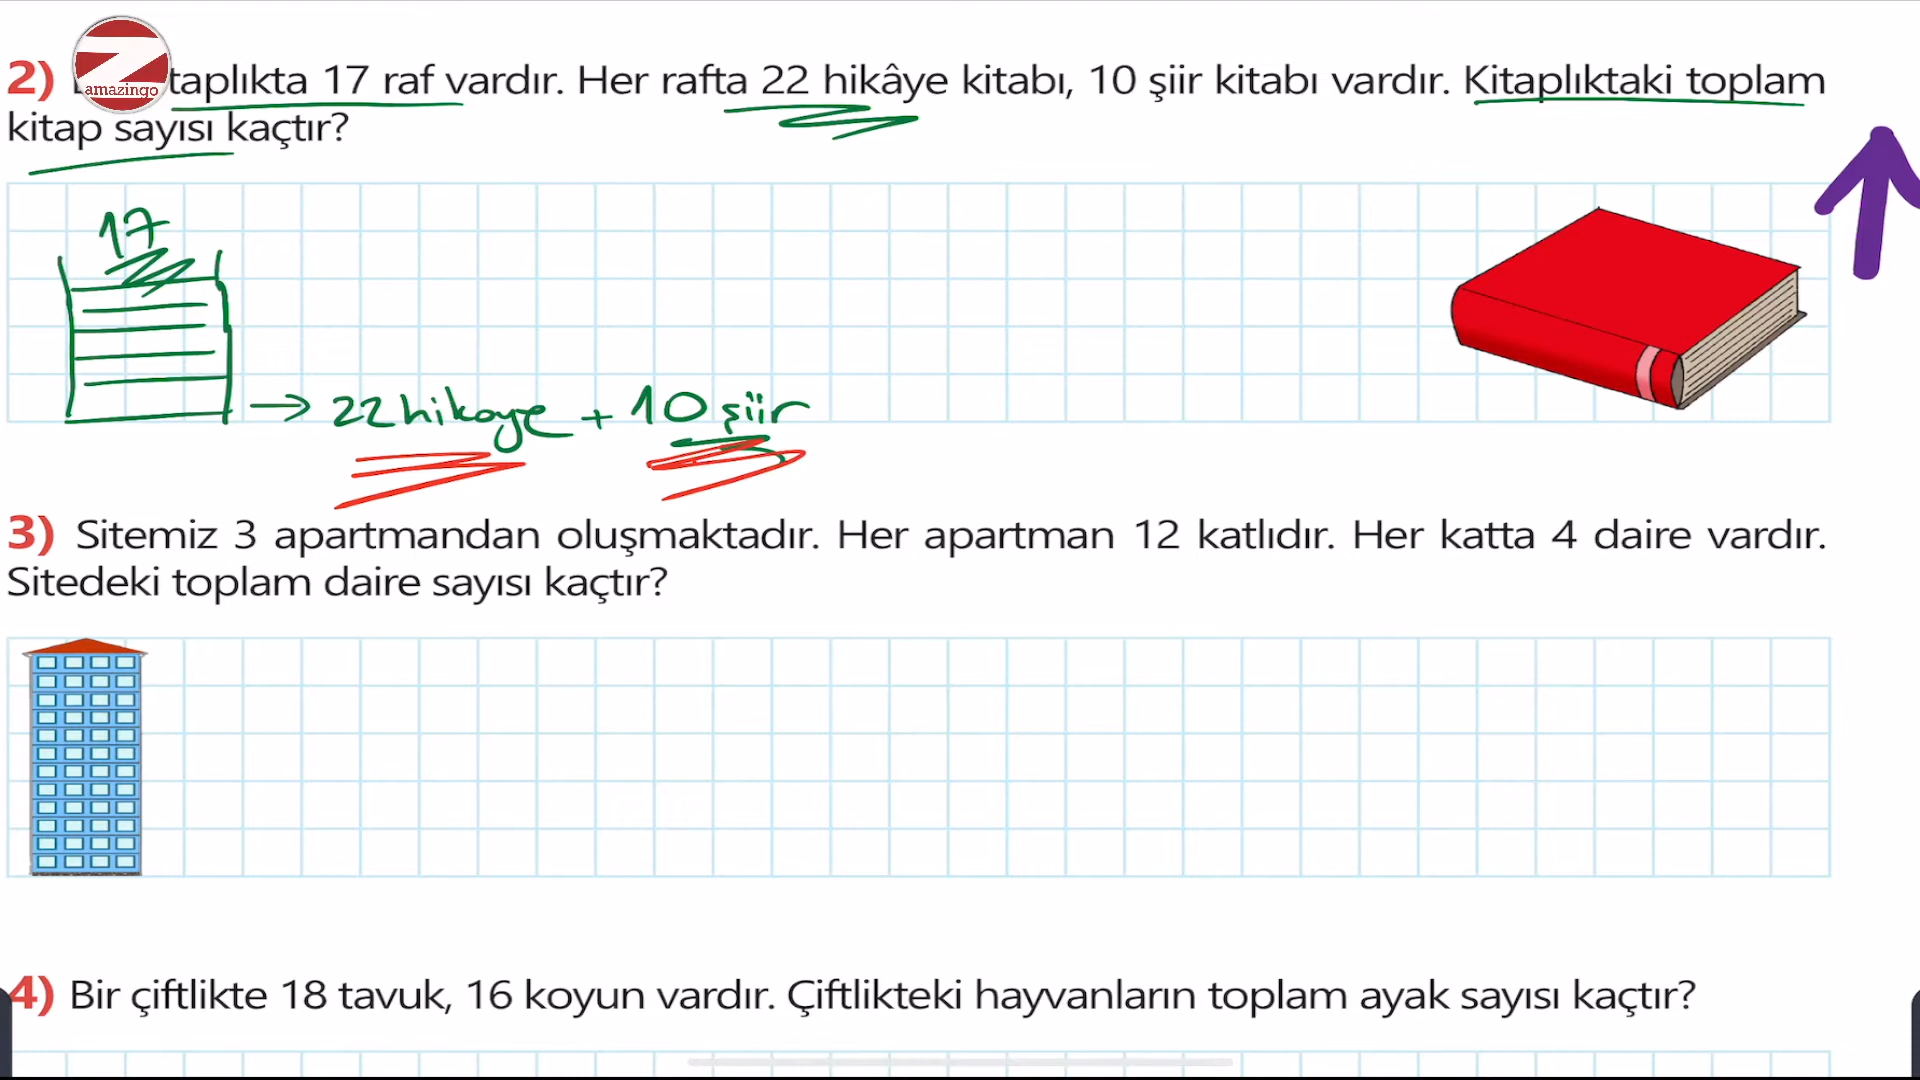 amazingo
2) taplıkta 17 raf vardır. Her rafta 22 hikâye kitabı, 10 şiir kitabı vardır. Kitaplıktaki toplam
kitap sayısı kaçtır?
17
→ 22 hikaye + 10 şiir
3) Sitemiz 3 apartmandan oluşmaktadır. Her apartman 12 katlıdır. Her katta 4 daire vardır.
Sitedeki toplam daire sayısı kaçtır?
4) Bir çiftlikte 18 tavuk, 16 koyun vardır. Çiftlikteki hayvanların toplam ayak sayısı kaçtır?